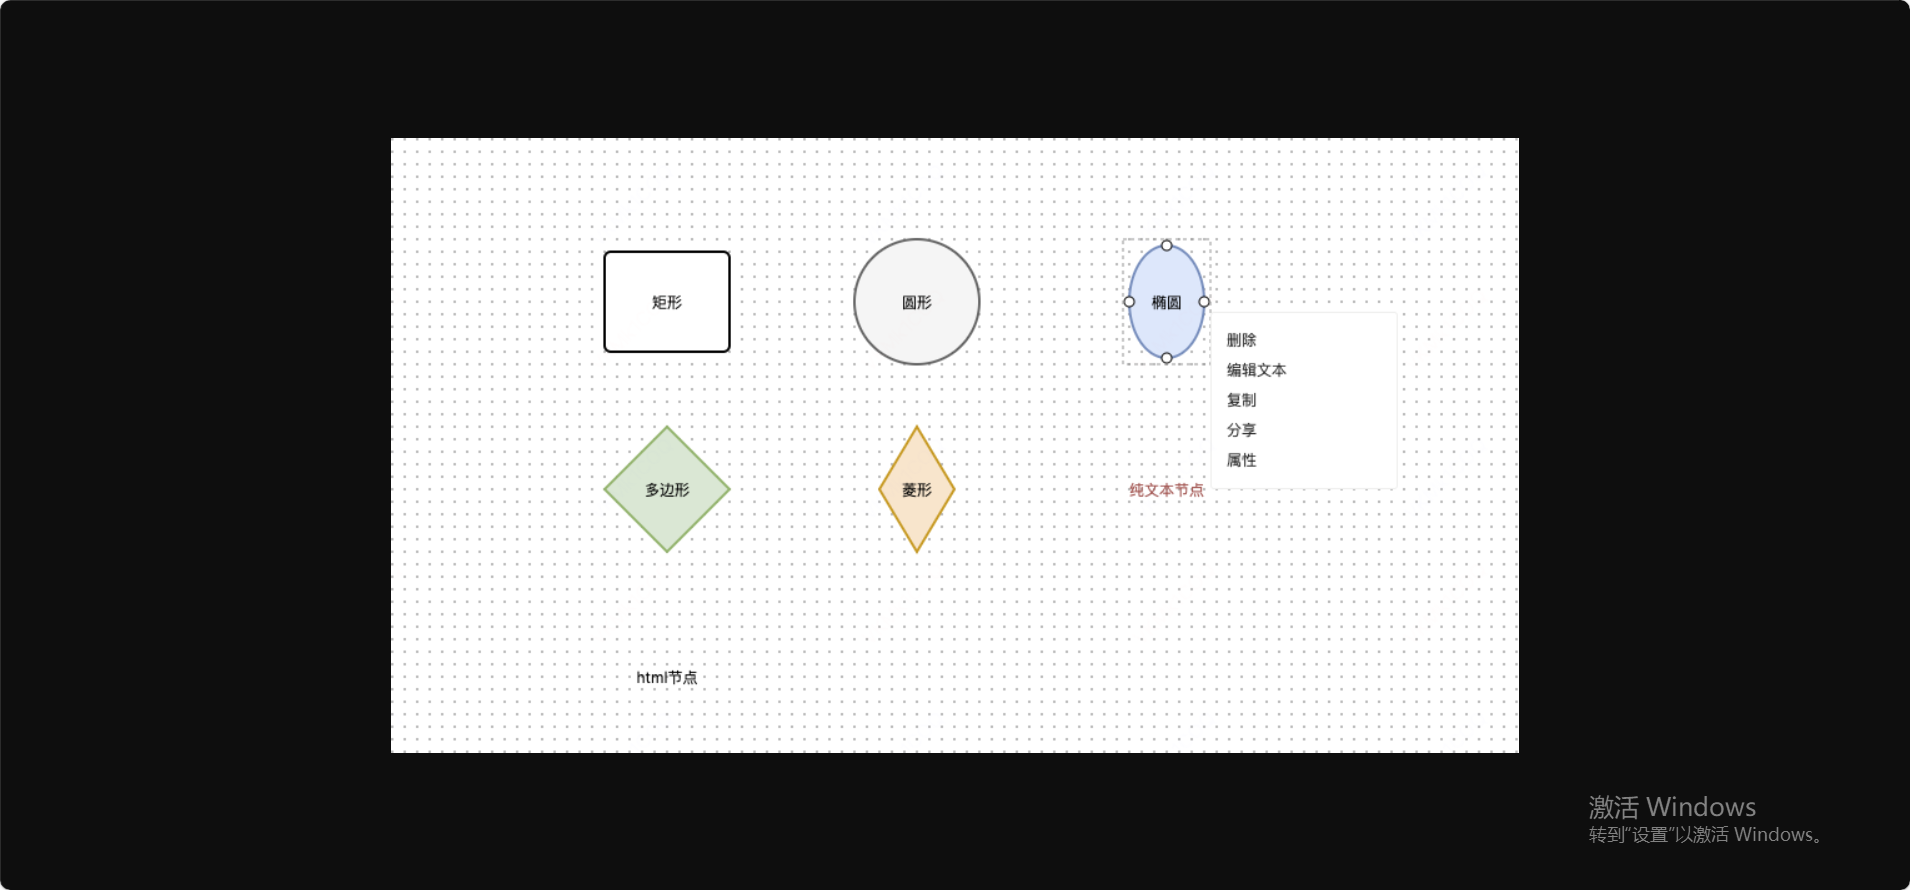 矩形
圆形
椭圆
删除
编辑文本
复制
分享
属性
多边形
菱形
纯文本节点
html节点
激活 Windows
转到“设置”以激活 Windows。